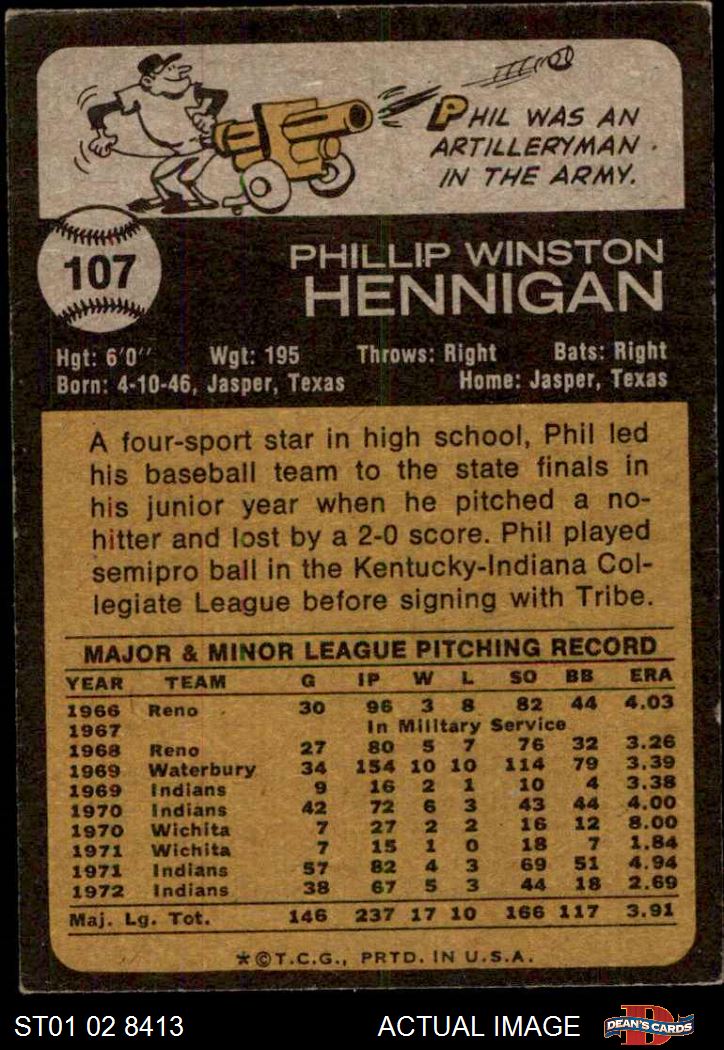 PHIL WAS AN
ARTILLERYMAN
IN THE ARMY.
107
PHILLIP WINSTON
HENNIGAN
Hgt: 6'0" Wgt: 195 Throws: Right Bats: Right
Born: 4-10-46, Jasper, Texas Home: Jasper, Texas
A four-sport star in high school, Phil led
his baseball team to the state finals in
his junior year when he pitched a no-
hitter and lost by a 2-0 score. Phil played
semipro ball in the Kentucky-Indiana Col-
legiate League before signing with Tribe.
MAJOR & MINOR LEAGUE PITCHING RECORD
YEAR TEAM G IP W L SO BB ERA
1966 Reno 30 96 3 8 82 44 4.03
1967 In Military Service
1968 Reno 27 80 5 7 76 32 3.26
1969 Waterbury 34 154 10 10 114 79 3.39
1969 Indians 9 16 2 1 10 4 3.38
1970 Indians 42 72 6 3 43 44 4.00
1970 Wichita 7 27 2 2 16 12 8.00
1971 Wichita 7 15 1 0 18 7 1.84
1971 Indians 57 82 4 3 69 51 4.94
1972 Indians 38 67 5 3 44 18 2.69
Maj. Lg. Tot. 146 237 17 10 166 117 3.91
*©T.C.G., PRTD. IN U.S.A.
ST01 02 8413 ACTUAL IMAGE D DEAN'S CARDS